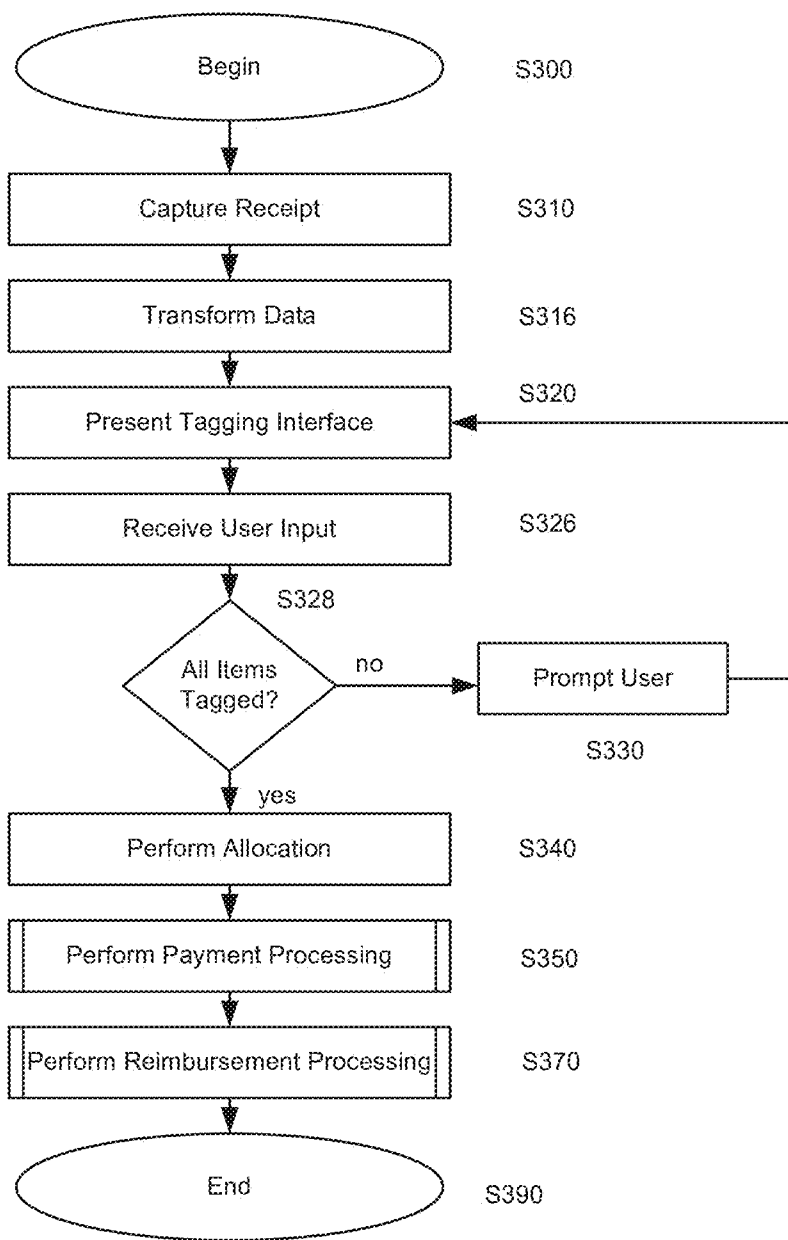 Begin
S300
Capture Receipt
S310
Transform Data
S316
Present Tagging Interface
S320
Receive User Input
S326
S328
All Items
Tagged?
no
Prompt User
S330
yes
Perform Allocation
S340
Perform Payment Processing
S350
Perform Reimbursement Processing
S370
End
S390